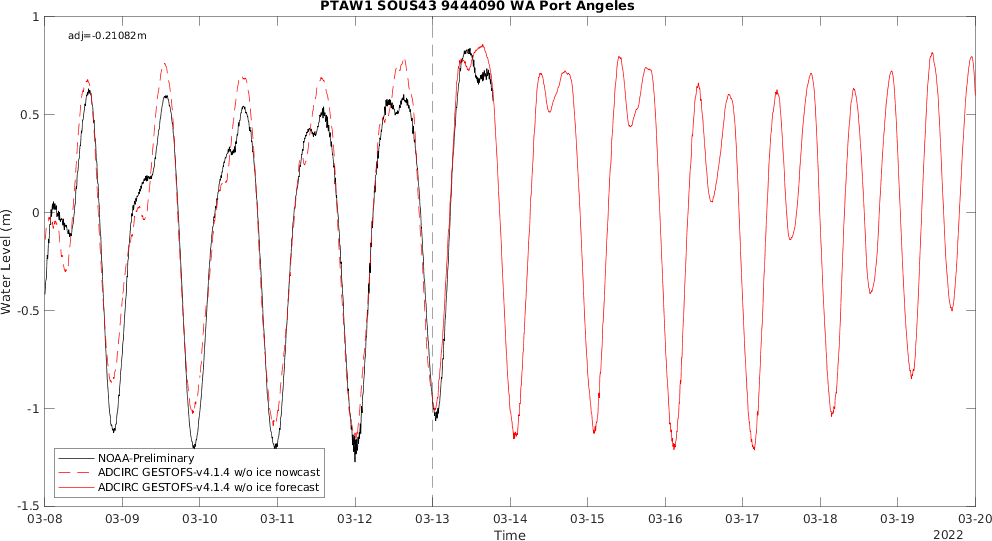 PTAW1 SOUS43 9444090 WA Port Angeles
adj=-0.21082m
Water Level (m)
1
0.5
0
-0.5
-1
-1.5
NOAA-Preliminary
ADCIRC GESTOFS-v4.1.4 w/o ice nowcast
ADCIRC GESTOFS-v4.1.4 w/o ice forecast
03-08 03-09 03-10 03-11 03-12 03-13 03-14 03-15 03-16 03-17 03-18 03-19 03-20
Time
2022